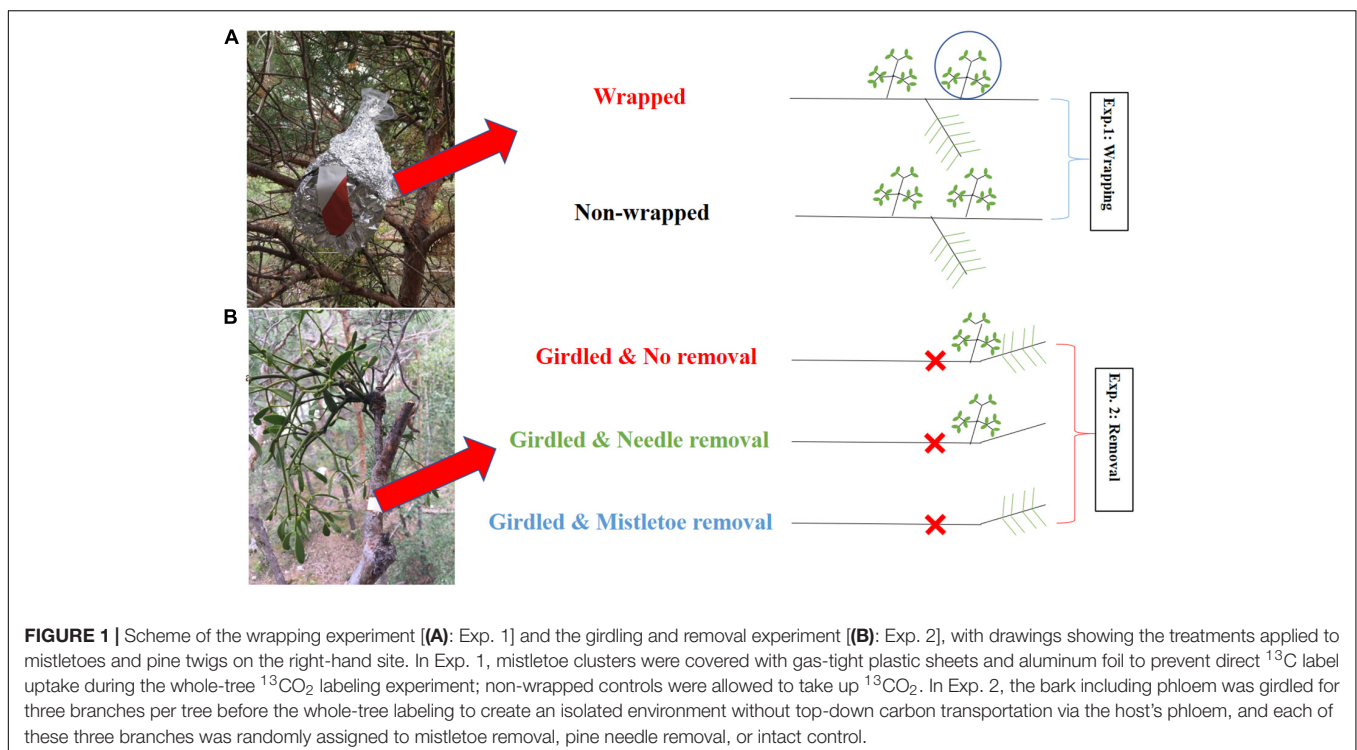 A
Wrapped
Non-wrapped
Exp.1: Wrapping
B
Girdled & No removal
Girdled & Needle removal
Girdled & Mistletoe removal
Exp. 2: Removal
FIGURE 1 | Scheme of the wrapping experiment [(A): Exp. 1] and the girdling and removal experiment [(B): Exp. 2], with drawings showing the treatments applied to
mistletoes and pine twigs on the right-hand site. In Exp. 1, mistletoe clusters were covered with gas-tight plastic sheets and aluminum foil to prevent direct ¹³C label
uptake during the whole-tree ¹³CO₂ labeling experiment; non-wrapped controls were allowed to take up ¹³CO₂. In Exp. 2, the bark including phloem was girdled for
three branches per tree before the whole-tree labeling to create an isolated environment without top-down carbon transportation via the host's phloem, and each of
these three branches was randomly assigned to mistletoe removal, pine needle removal, or intact control.